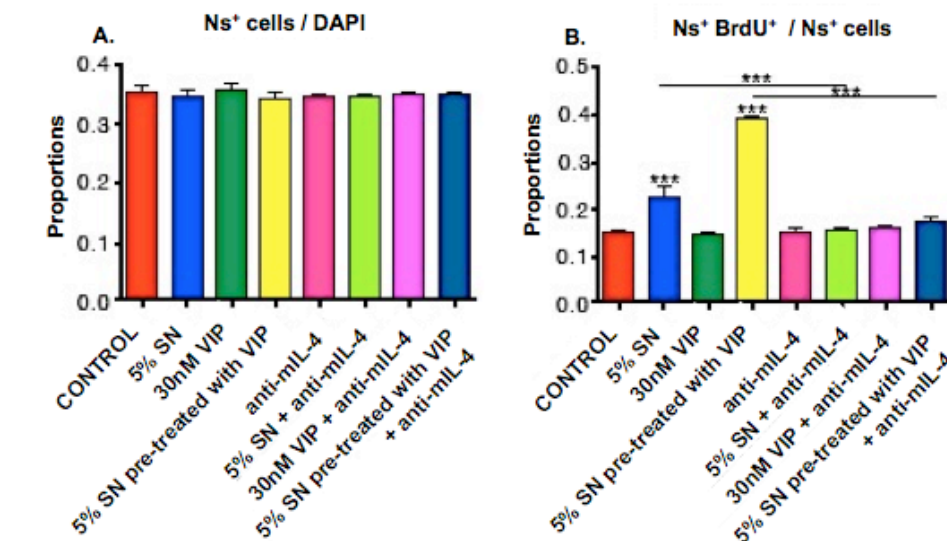 A.
Ns⁺ cells / DAPI
Proportions
0.4
0.3
0.2
0.1
0.0
CONTROL
5% SN
30nM VIP
5% SN pre-treated with VIP
anti-mIL-4
5% SN + anti-mIL-4
30nM VIP + anti-mIL-4
5% SN pre-treated with VIP
+ anti-mIL-4
B.
Ns⁺ BrdU⁺ / Ns⁺ cells
Proportions
0.5
0.4
0.3
0.2
0.1
0.0
***
***
***
***
CONTROL
5% SN
30nM VIP
5% SN pre-treated with VIP
anti-mIL-4
5% SN + anti-mIL-4
30nM VIP + anti-mIL-4
5% SN pre-treated with VIP
+ anti-mIL-4